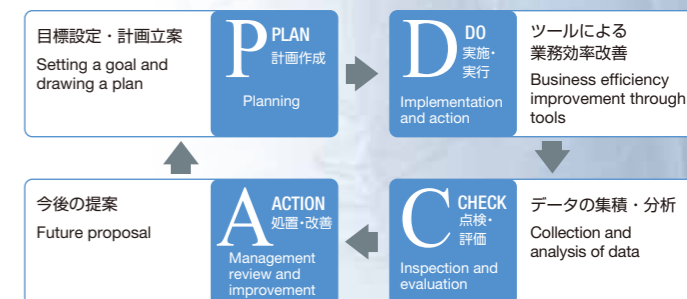 目標設定・計画立案
Setting a goal and
drawing a plan
PLAN
計画作成
Planning
DO
実施・
実行
Implementation
and action
ツールによる
業務効率改善
Business efficiency
improvement through
tools
今後の提案
Future proposal
ACTION
処置・改善
Management
review and
improvement
CHECK
点検・
評価
Inspection and
evaluation
データの集積・分析
Collection and
analysis of data
P
D
A
C